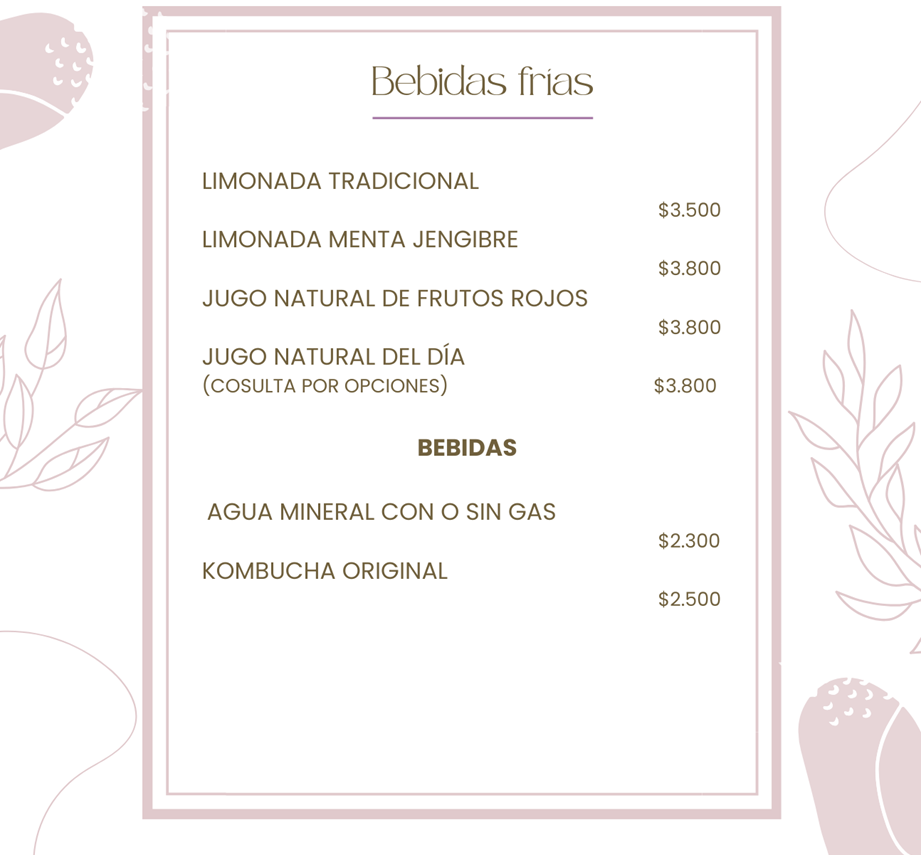 Bebidas frías
LIMONADA TRADICIONAL
$3.500
LIMONADA MENTA JENGIBRE
$3.800
JUGO NATURAL DE FRUTOS ROJOS
$3.800
JUGO NATURAL DEL DÍA
(COSULTA POR OPCIONES) $3.800
BEBIDAS
AGUA MINERAL CON O SIN GAS
$2.300
KOMBUCHA ORIGINAL
$2.500